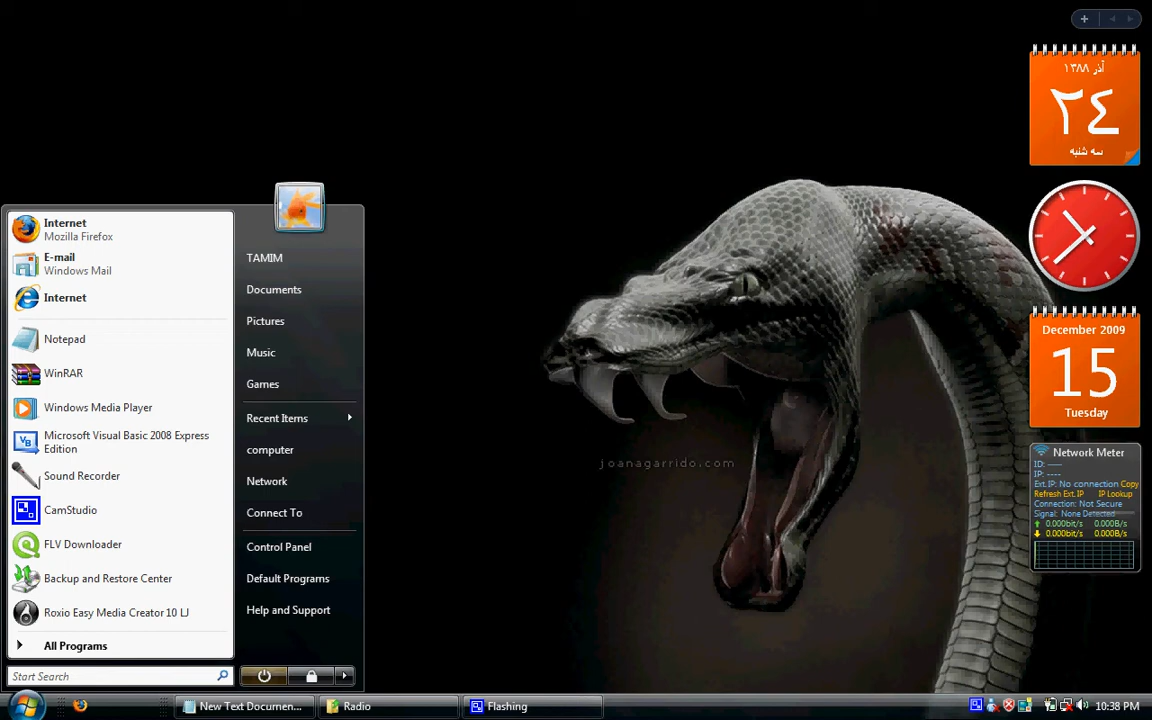 Internet
Mozilla Firefox
E-mail
Windows Mail
Internet
Notepad
WinRAR
Windows Media Player
Microsoft Visual Basic 2008 Express
Edition
Sound Recorder
CamStudio
FLV Downloader
Backup and Restore Center
Roxio Easy Media Creator 10 LJ
All Programs
Start Search
TAMIM
Documents
Pictures
Music
Games
Recent Items
computer
Network
Connect To
Control Panel
Default Programs
Help and Support
joanagarrido.com
آذر ١٣٨٨
٢٤
سه شنبه
December 2009
15
Tuesday
Network Meter
ID: ----
IP: ----
Ext.IP: No connection Copy
Refresh Ext.IP IP Lookup
Connection: Not Secure
Signal: None Detected
0.000bit/s 0.000B/s
0.000bit/s 0.000B/s
New Text Documen...
Radio
Flashing
10:38 PM